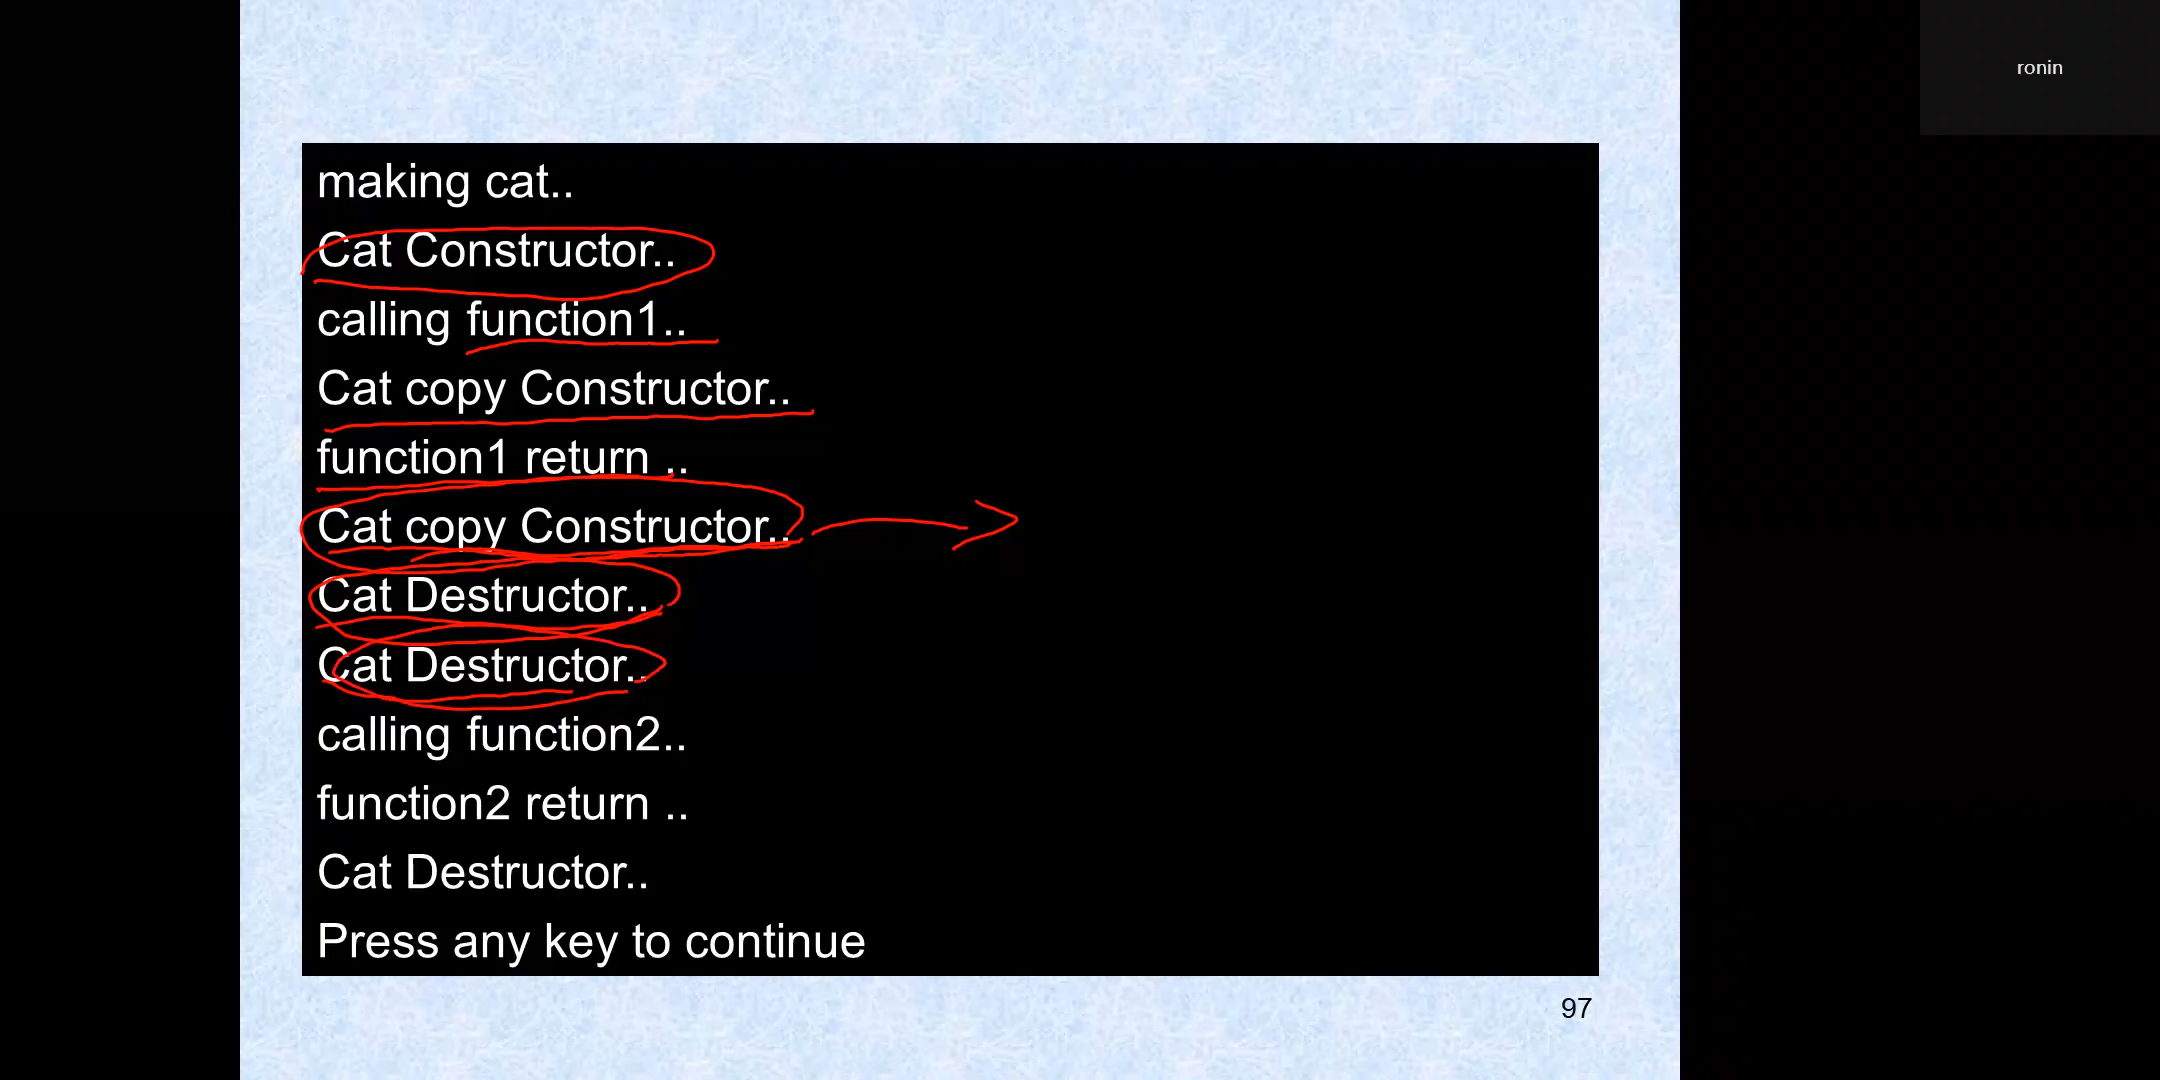 ronin
making cat..
Cat Constructor..
calling function1..
Cat copy Constructor..
function1 return ..
Cat copy Constructor..
Cat Destructor..
Cat Destructor..
calling function2..
function2 return ..
Cat Destructor..
Press any key to continue
97